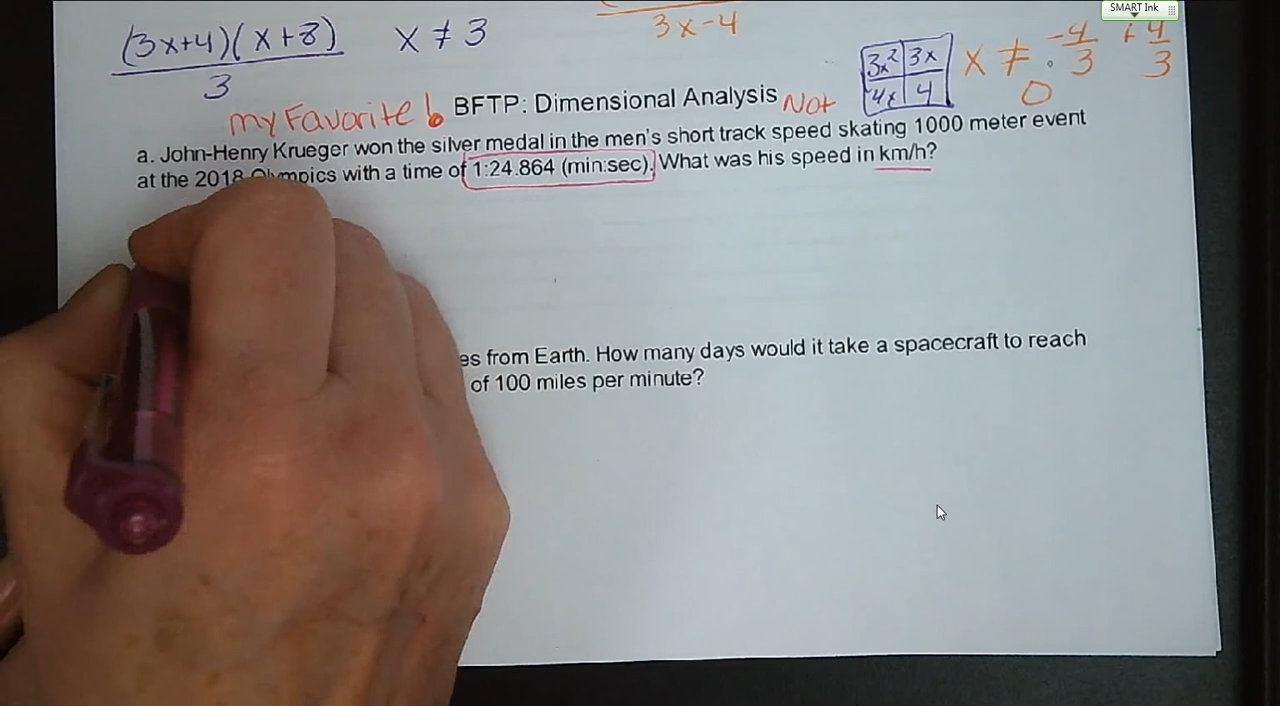 SMART Ink
(3x+4)(x+8)
3
x ≠ 3
3x-4
3x² 3x
4x 4
x ≠ -4/3 +4/3
0
my Favorite! BFTP: Dimensional Analysis Not
a. John-Henry Krueger won the silver medal in the men's short track speed skating 1000 meter event
at the 2018 Olympics with a time of 1:24.864 (min:sec). What was his speed in km/h?
es from Earth. How many days would it take a spacecraft to reach
of 100 miles per minute?